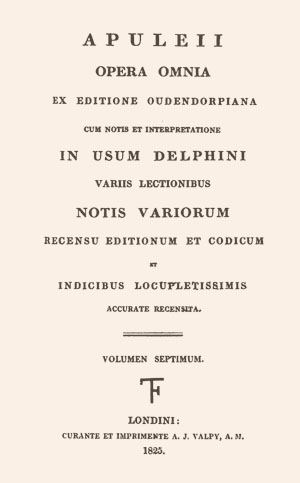 APULEII
OPERA OMNIA
EX EDITIONE OUDENDORPIANA
CUM NOTIS ET INTERPRETATIONE
IN USUM DELPHINI
VARIIS LECTIONIBUS
NOTIS VARIORUM
RECENSU EDITIONUM ET CODICUM
ET
INDICIBUS LOCUPLETISSIMIS
ACCURATE RECENSITA.
VOLUMEN SEPTIMUM.
LONDINI:
CURANTE ET IMPRIMENTE A. J. VALPY, A. M.
1825.